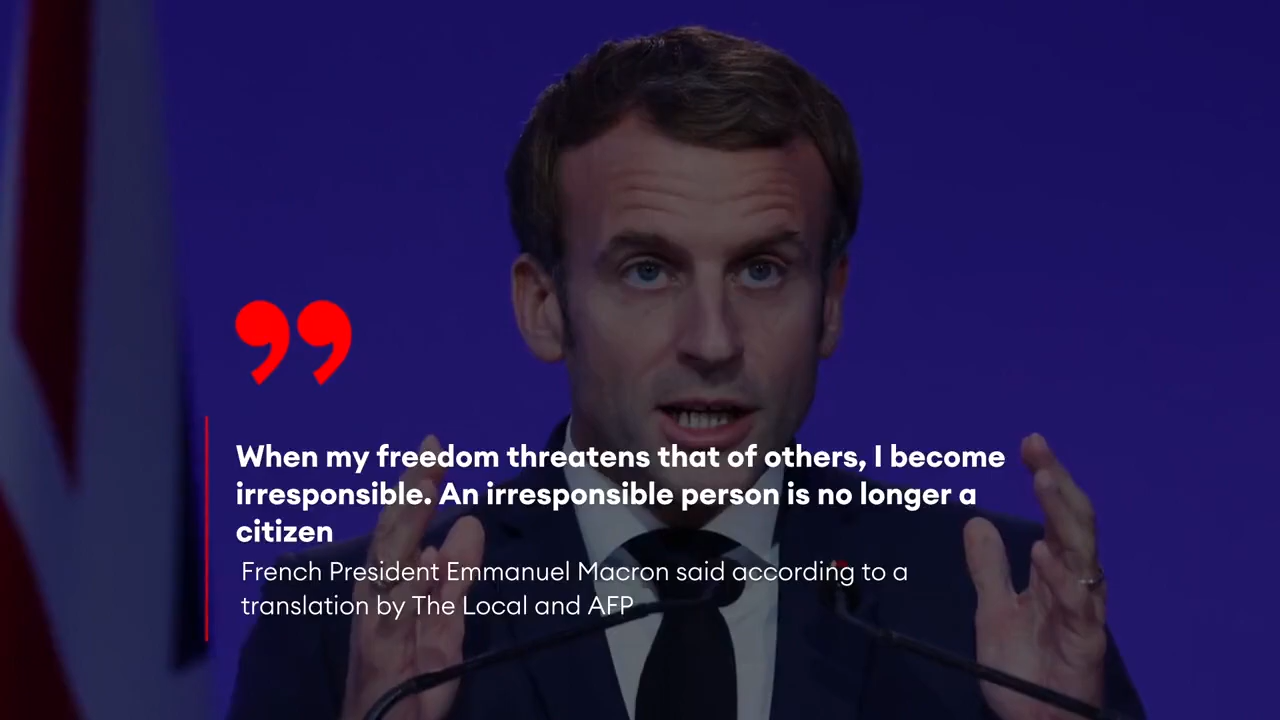 ”
When my freedom threatens that of others, I become
irresponsible. An irresponsible person is no longer a
citizen
French President Emmanuel Macron said according to a
translation by The Local and AFP